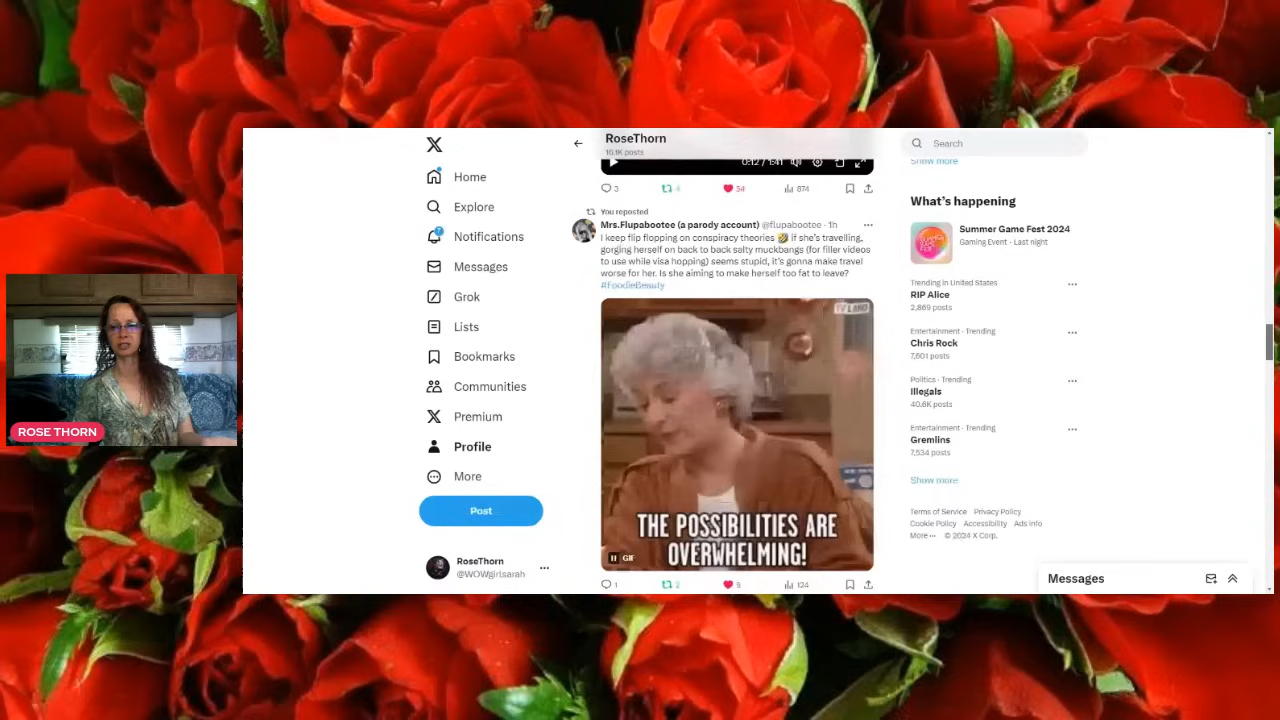 ROSE THORN
Home
Explore
7
Notifications
Messages
Grok
Lists
Bookmarks
Communities
Premium
Profile
More
Post
RoseThorn
@WOWgirlsarah
RoseThorn
16.1K posts
0:12 / 1:41
3
4
54
874
You reposted
Mrs.Flupabootee (a parody account) @flupabootee · 1h
I keep flip flopping on conspiracy theories 🤣 if she's travelling,
gorging herself on back to back salty muckbangs (for filler videos
to use while visa hopping) seems stupid, it's gonna make travel
worse for her. Is she aiming to make herself too fat to leave?
#FoodieBeauty
TV LAND
THE POSSIBILITIES ARE
OVERWHELMING!
GIF
1
2
9
124
Search
Show more
What's happening
Summer Game Fest 2024
Gaming Event · Last night
Trending in United States
RIP Alice
2,869 posts
Entertainment · Trending
Chris Rock
7,601 posts
Politics · Trending
Illegals
40.6K posts
Entertainment · Trending
Gremlins
7,534 posts
Show more
Terms of Service Privacy Policy
Cookie Policy Accessibility Ads info
More ··· © 2024 X Corp.
Messages